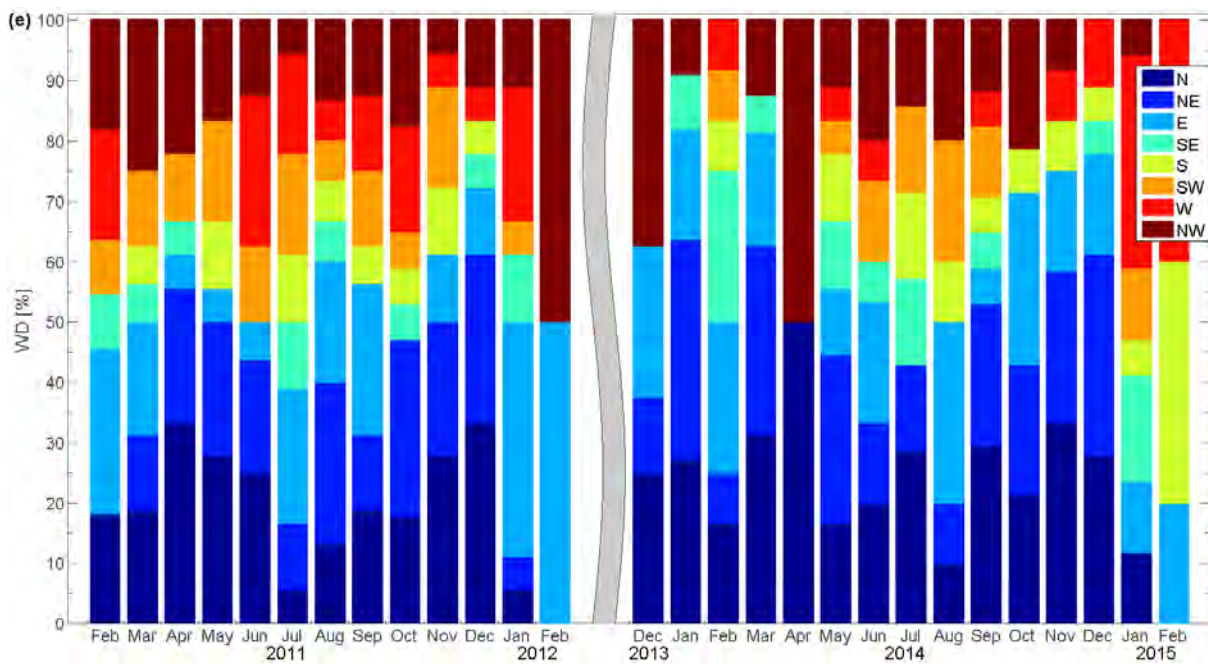 (e)
100
90
80
70
60
50
40
30
20
10
0
WD [%]
N
NE
E
SE
S
SW
W
NW
Feb Mar Apr May Jun Jul Aug Sep Oct Nov Dec Jan Feb Dec Jan Feb Mar Apr May Jun Jul Aug Sep Oct Nov Dec Jan Feb
2011 2012 2013 2014 2015